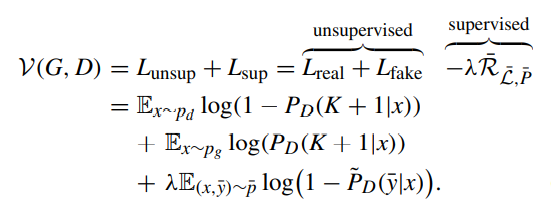 unsupervised supervised
𝒱(G, D) = L_unsup + L_sup = L_real + L_fake −λℛ̄_{ℒ̄,P̄}
= 𝔼_{x∼p_d} log(1 − P_D(K + 1|x))
+ 𝔼_{x∼p_g} log(P_D(K + 1|x))
+ λ𝔼_{(x,ȳ)∼p̄} log(1 − P̃_D(ȳ|x)).